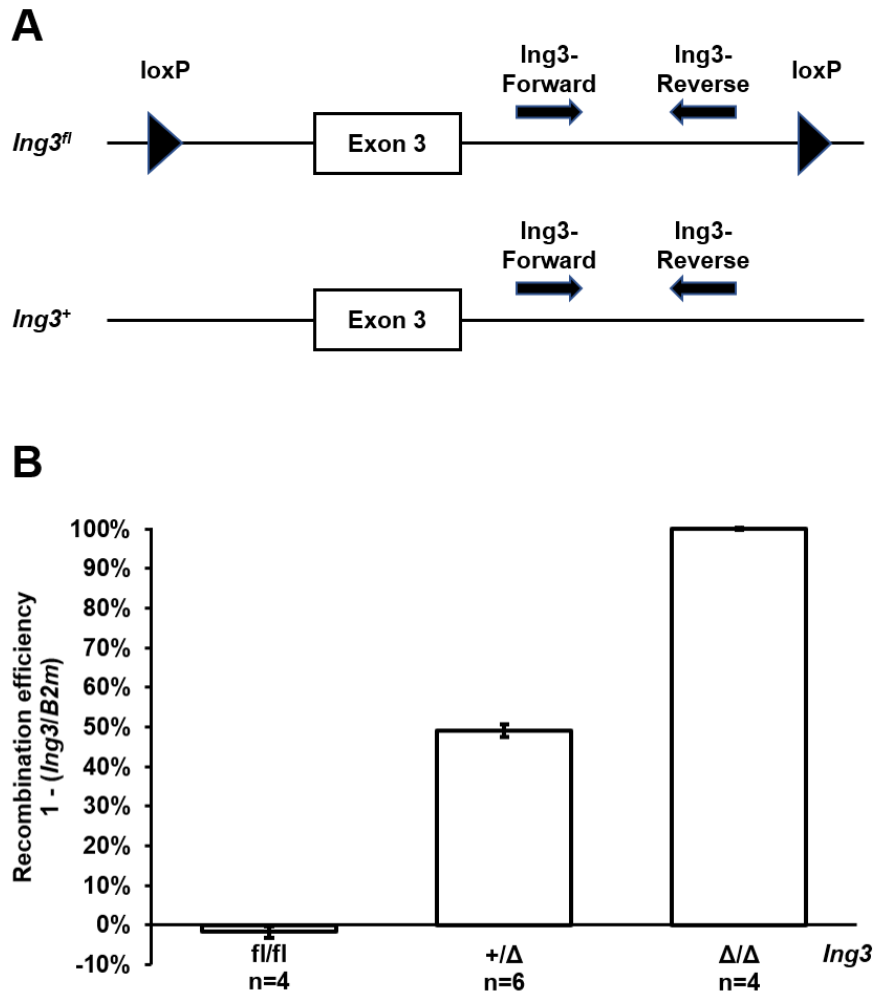 A
loxP
Ing3-
Forward
Ing3-
Reverse
loxP
Ing3fl
Exon 3
Ing3-
Forward
Ing3-
Reverse
Ing3+
Exon 3
B
Recombination efficiency
1 - (Ing3/B2m)
100%
90%
80%
70%
60%
50%
40%
30%
20%
10%
0%
-10%
fl/fl
n=4
+/Δ
n=6
Δ/Δ
n=4
Ing3